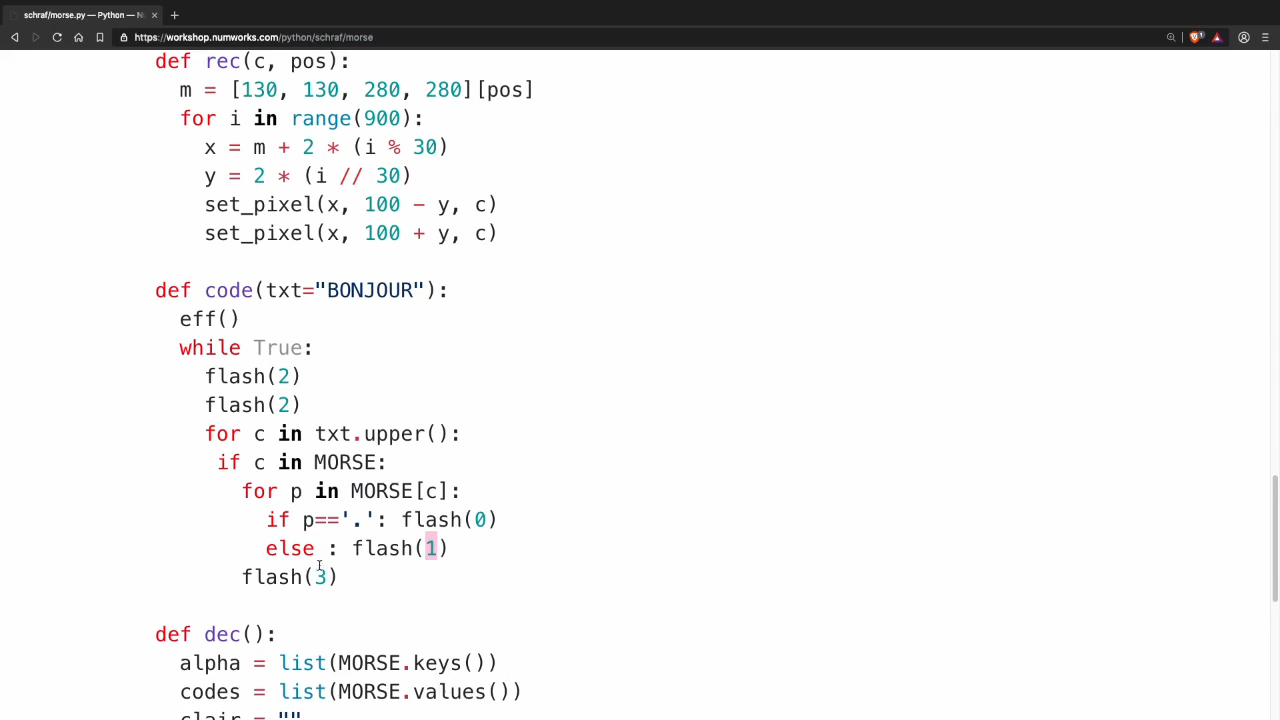 schraf/morse.py — Python — N
https://workshop.numworks.com/python/schraf/morse
def rec(c, pos):
m = [130, 130, 280, 280][pos]
for i in range(900):
x = m + 2 * (i % 30)
y = 2 * (i // 30)
set_pixel(x, 100 - y, c)
set_pixel(x, 100 + y, c)
def code(txt="BONJOUR"):
eff()
while True:
flash(2)
flash(2)
for c in txt.upper():
if c in MORSE:
for p in MORSE[c]:
if p=='.': flash(0)
else : flash(1)
flash(3)
def dec():
alpha = list(MORSE.keys())
codes = list(MORSE.values())
clair = ""